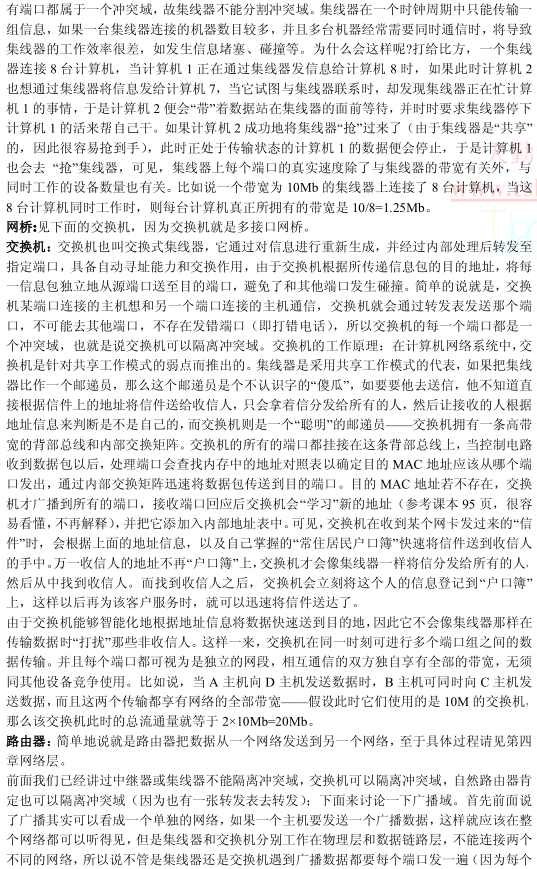 有端口都属于一个冲突域，故集线器不能分割冲突域。集线器在一个时钟周期中只能传输一
组信息，如果一台集线器连接的机器数目较多，并且多台机器经常需要同时通信时，将导致
集线器的工作效率很差，如发生信息堵塞、碰撞等。为什么会这样呢?打给比方，一个集线
器连接 8 台计算机，当计算机 1 正在通过集线器发信息给计算机 8 时，如果此时计算机 2
也想通过集线器将信息发给计算机 7，当它试图与集线器联系时，却发现集线器正在忙计算
机 1 的事情，于是计算机 2 便会“带”着数据站在集线器的面前等待，并时时要求集线器停下
计算机 1 的活来帮自己干。如果计算机 2 成功地将集线器“抢”过来了（由于集线器是“共享”
的，因此很容易抢到手），此时正处于传输状态的计算机 1 的数据便会停止，于是计算机 1
也会去 “抢”集线器，可见，集线器上每个端口的真实速度除了与集线器的带宽有关外，与
同时工作的设备数量也有关。比如说一个带宽为 10Mb 的集线器上连接了 8 台计算机，当这
8 台计算机同时工作时，则每台计算机真正所拥有的带宽是 10/8=1.25Mb。
网桥:见下面的交换机，因为交换机就是多接口网桥。
交换机：交换机也叫交换式集线器，它通过对信息进行重新生成，并经过内部处理后转发至
指定端口，具备自动寻址能力和交换作用，由于交换机根据所传递信息包的目的地址，将每
一信息包独立地从源端口送至目的端口，避免了和其他端口发生碰撞。简单的说就是，交换
机某端口连接的主机想和另一个端口连接的主机通信，交换机就会通过转发表发送那个端
口，不可能去其他端口，不存在发错端口（即打错电话），所以交换机的每一个端口都是一
个冲突域，也就是说交换机可以隔离冲突域。交换机的工作原理：在计算机网络系统中,交
换机是针对共享工作模式的弱点而推出的。集线器是采用共享工作模式的代表，如果把集线
器比作一个邮递员，那么这个邮递员是个不认识字的“傻瓜”，如要要他去送信，他不知道直
接根据信件上的地址将信件送给收信人，只会拿着信分发给所有的人，然后让接收的人根据
地址信息来判断是不是自己的,而交换机则是一个“聪明”的邮递员——交换机拥有一条高带
宽的背部总线和内部交换矩阵。交换机的所有的端口都挂接在这条背部总线上，当控制电路
收到数据包以后，处理端口会查找内存中的地址对照表以确定目的 MAC 地址应该从哪个端
口发出，通过内部交换矩阵迅速将数据包传送到目的端口。目的 MAC 地址若不存在，交换
机才广播到所有的端口，接收端口回应后交换机会“学习”新的地址（参考课本 95 页，很容
易看懂,不再解释），并把它添加入内部地址表中。可见，交换机在收到某个网卡发过来的“信
件”时，会根据上面的地址信息，以及自己掌握的“常住居民户口簿”快速将信件送到收信人
的手中。万一收信人的地址不再“户口簿”上,交换机才会像集线器一样将信分发给所有的人,
然后从中找到收信人。而找到收信人之后，交换机会立刻将这个人的信息登记到“户口簿”
上，这样以后再为该客户服务时，就可以迅速将信件送达了。
由于交换机能够智能化地根据地址信息将数据快速送到目的地,因此它不会像集线器那样在
传输数据时“打扰”那些非收信人。这样一来，交换机在同一时刻可进行多个端口组之间的数
据传输。并且每个端口都可视为是独立的网段，相互通信的双方独自享有全部的带宽，无须
同其他设备竞争使用。比如说，当 A 主机向 D 主机发送数据时，B 主机可同时向 C 主机发
送数据，而且这两个传输都享有网络的全部带宽——假设此时它们使用的是 10M 的交换机，
那么该交换机此时的总流通量就等于 2×10Mb=20Mb。
路由器：简单地说就是路由器把数据从一个网络发送到另一个网络，至于具体过程请见第四
章网络层。
前面我们已经讲过中继器或集线器不能隔离冲突域，交换机可以隔离冲突域，自然路由器肯
定也可以隔离冲突域（因为也有一张转发表去转发）；下面来讨论一下广播域。首先前面说
了广播其实可以看成一个单独的网络，如果一个主机要发送一个广播数据，这样就应该在整
个网络都可以听得见，但是集线器和交换机分别工作在物理层和数据链路层，不能连接两个
不同的网络，所以说不管是集线器还是交换机遇到广播数据都要每个端口发一遍（因为每个